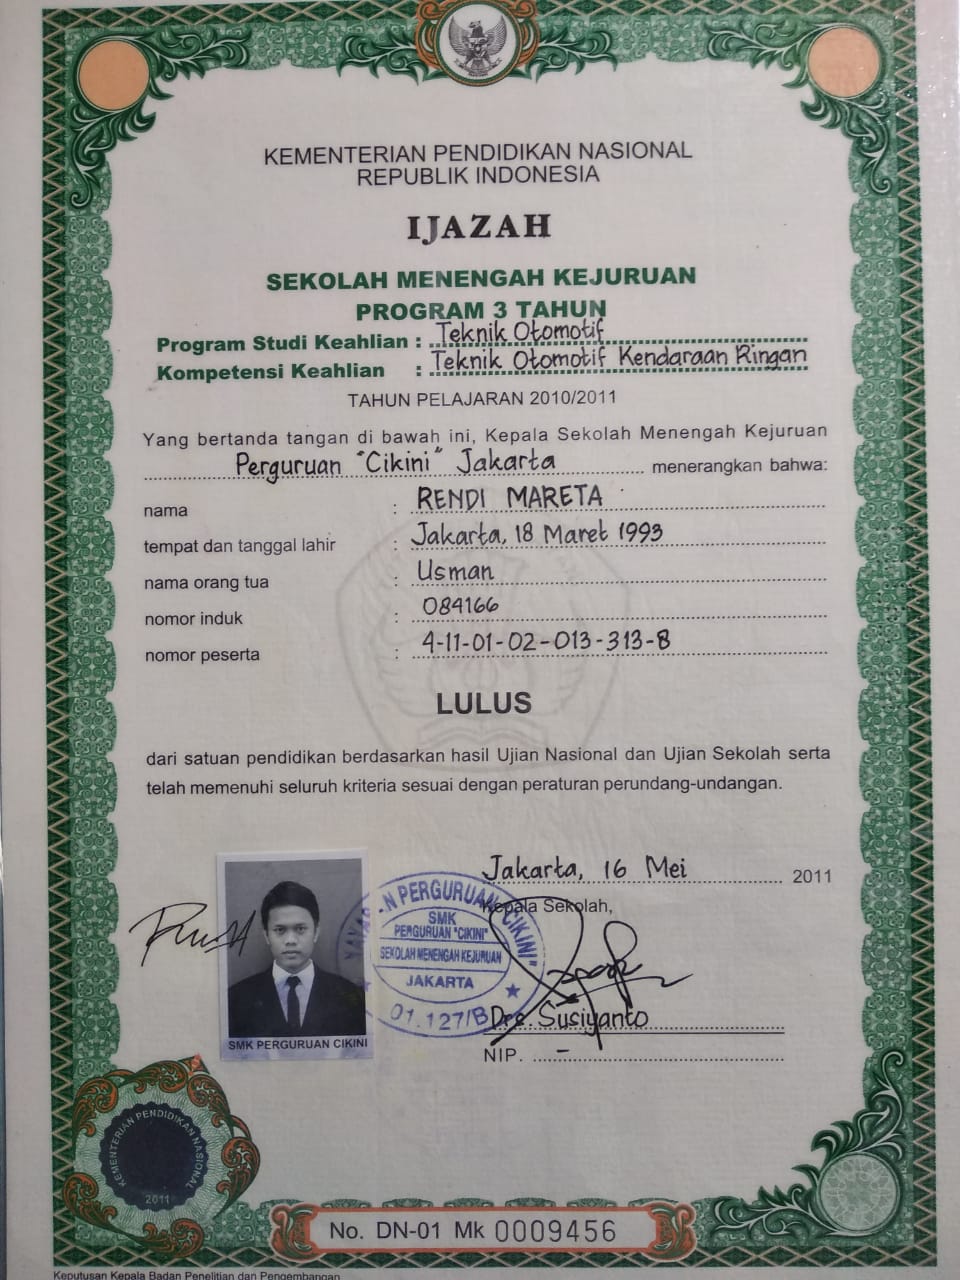 KEMENTERIAN PENDIDIKAN NASIONAL
REPUBLIK INDONESIA
IJAZAH
SEKOLAH MENENGAH KEJURUAN
PROGRAM 3 TAHUN
Program Studi Keahlian : Teknik Otomotif
Kompetensi Keahlian : Teknik Otomotif Kendaraan Ringan
TAHUN PELAJARAN 2010/2011
Yang bertanda tangan di bawah ini, Kepala Sekolah Menengah Kejuruan
Perguruan "Cikini" Jakarta menerangkan bahwa:
nama : RENDI MARETA
tempat dan tanggal lahir : Jakarta, 18 Maret 1993
nama orang tua : Usman
nomor induk : 084166
nomor peserta : 4-11-01-02-013-313-8
LULUS
dari satuan pendidikan berdasarkan hasil Ujian Nasional dan Ujian Sekolah serta
telah memenuhi seluruh kriteria sesuai dengan peraturan perundang-undangan.
Jakarta, 16 Mei 2011
Kepala Sekolah,
PERGURUAN "CIKINI"
SMK
PERGURUAN "CIKINI"
SEKOLAH MENENGAH KEJURUAN
JAKARTA
01.127/B
Drs. Susiyanto
NIP. -
SMK PERGURUAN CIKINI
KEMENTERIAN PENDIDIKAN NASIONAL
2011
No. DN-01 Mk 0009456
Keputusan Kepala Badan Penelitian dan Pengembangan